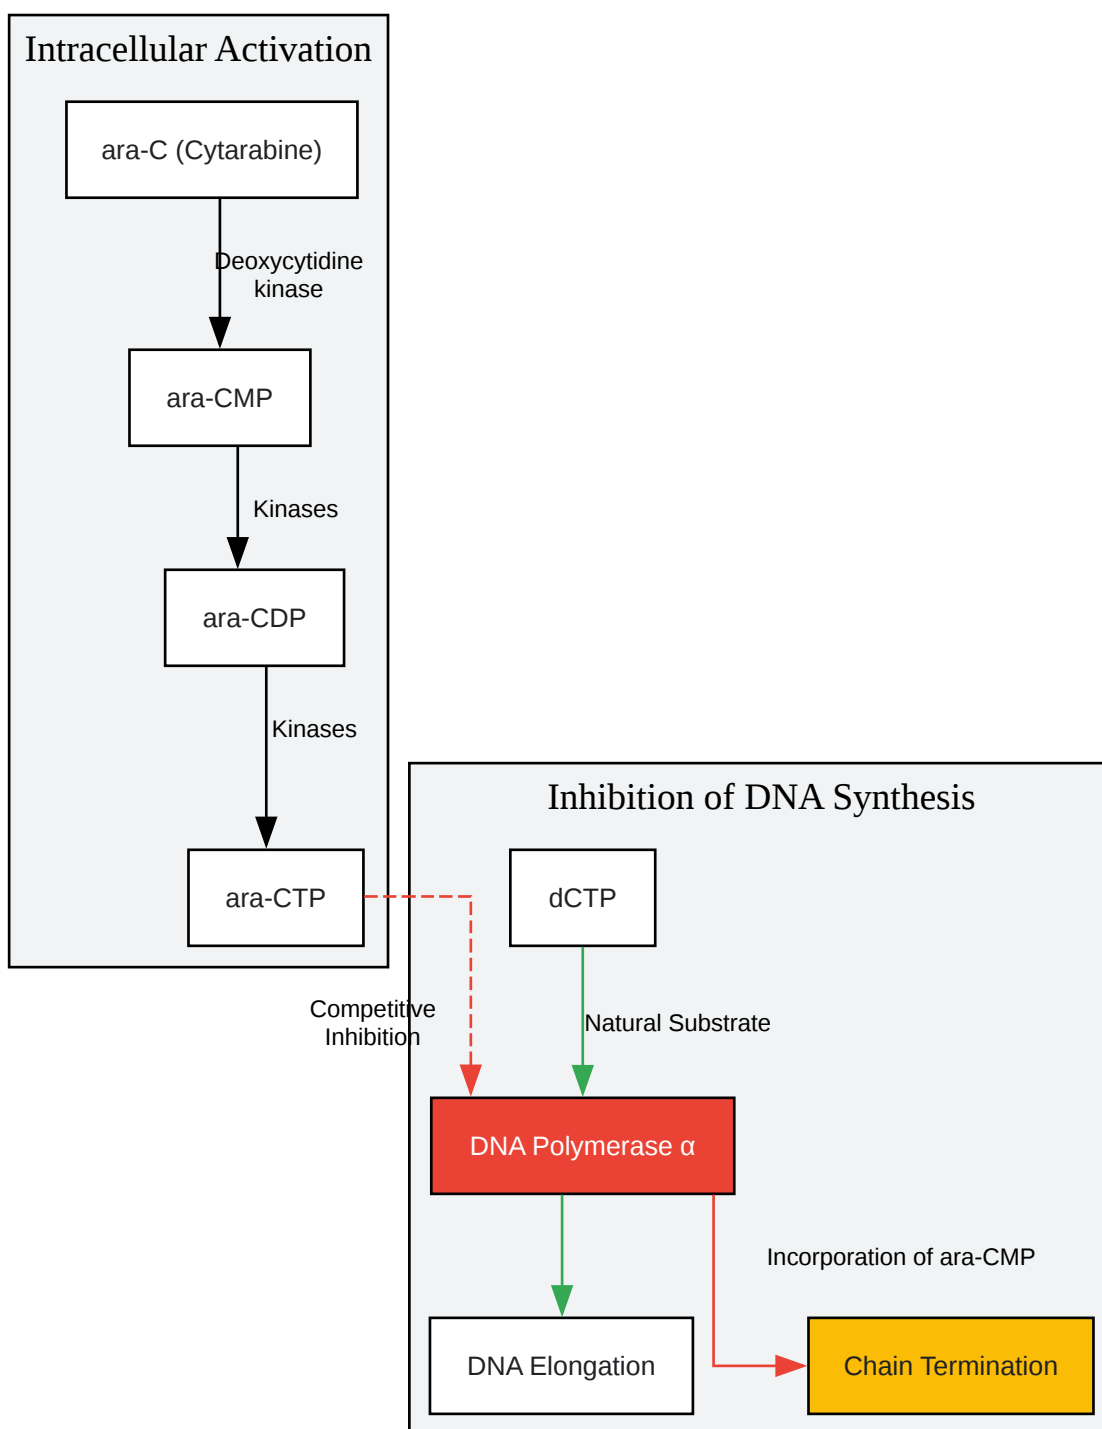 Intracellular Activation
ara-C (Cytarabine)
Deoxycytidine
kinase
ara-CMP
Kinases
ara-CDP
Kinases
ara-CTP
Inhibition of DNA Synthesis
dCTP
Competitive
Inhibition
Natural Substrate
DNA Polymerase α
Incorporation of ara-CMP
DNA Elongation
Chain Termination